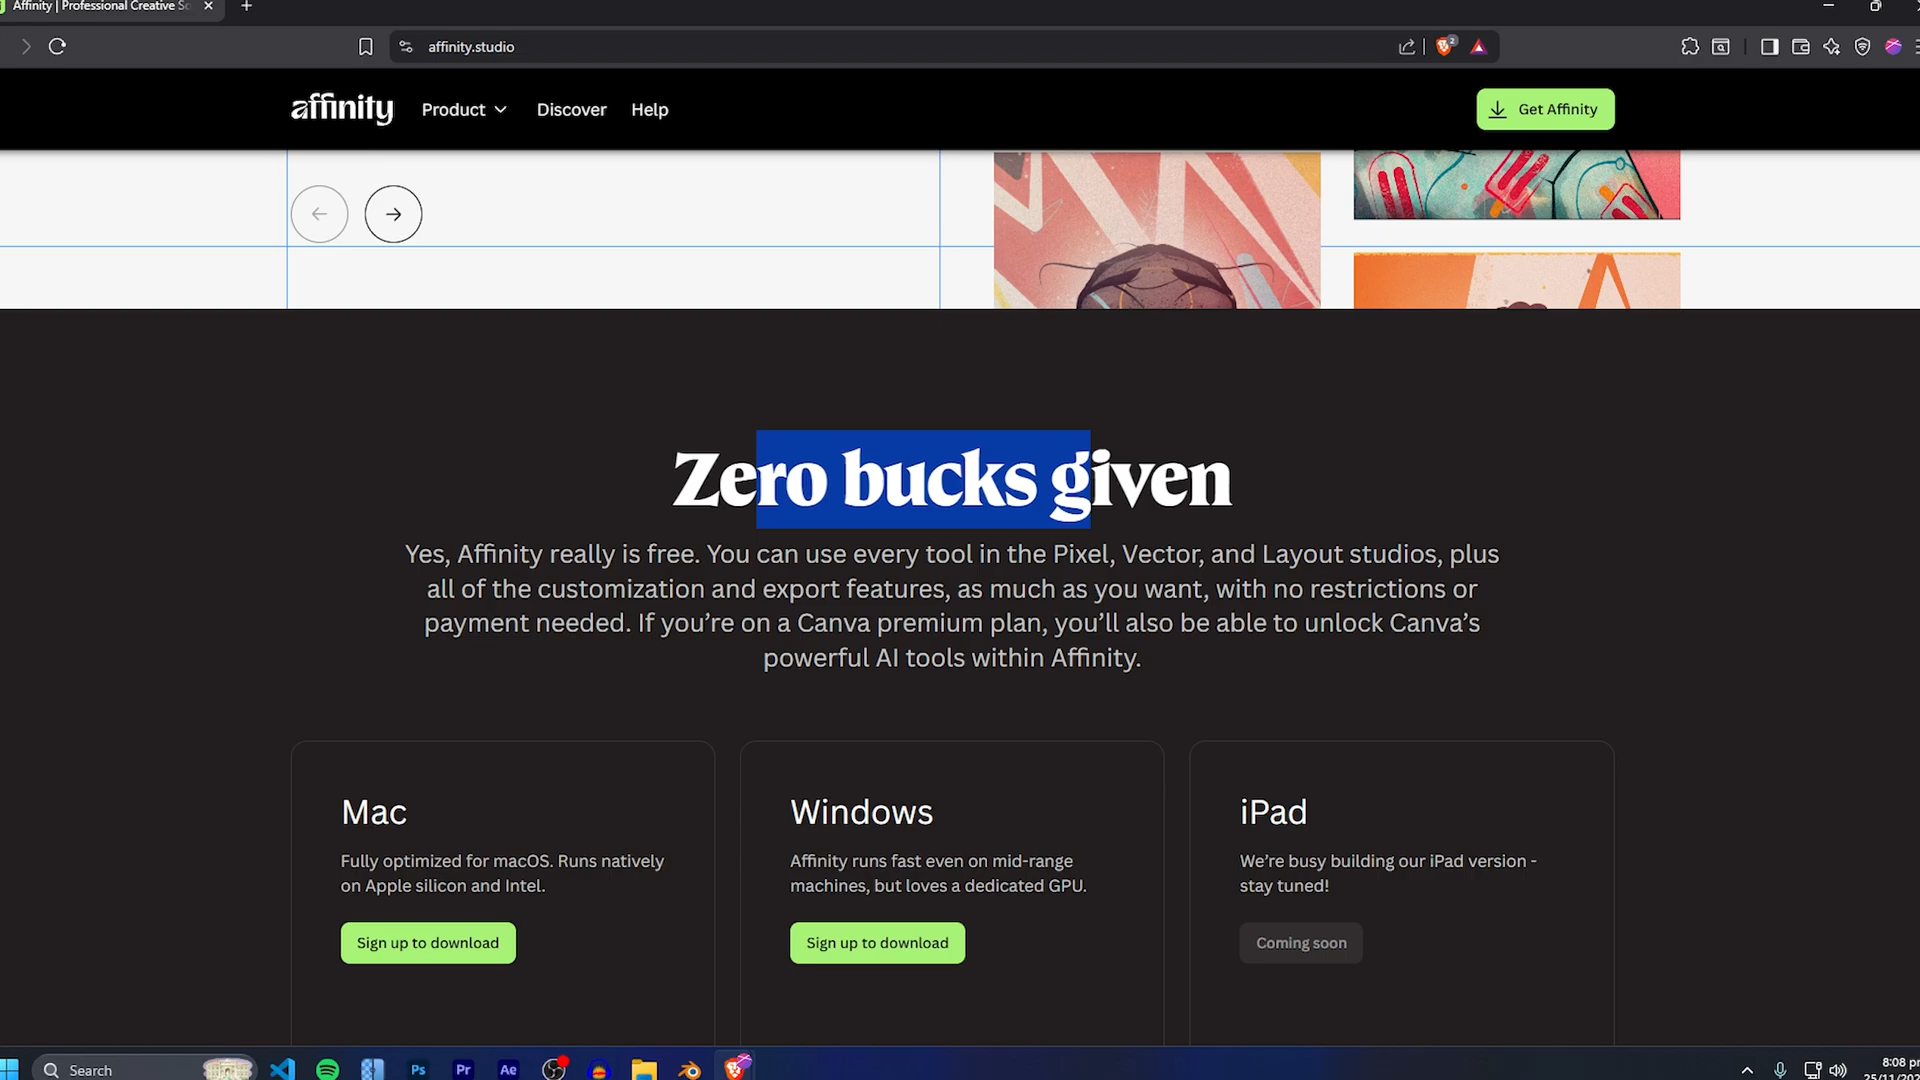 Affinity | Professional Creative So
affinity.studio
2
affinity
Product
Discover
Help
Get Affinity
Zero bucks given
Yes, Affinity really is free. You can use every tool in the Pixel, Vector, and Layout studios, plus
all of the customization and export features, as much as you want, with no restrictions or
payment needed. If you’re on a Canva premium plan, you’ll also be able to unlock Canva’s
powerful AI tools within Affinity.
Mac
Fully optimized for macOS. Runs natively
on Apple silicon and Intel.
Sign up to download
Windows
Affinity runs fast even on mid-range
machines, but loves a dedicated GPU.
Sign up to download
iPad
We’re busy building our iPad version -
stay tuned!
Coming soon
Search
Ps
Pr
Ae
8:08 pm
25/11/202